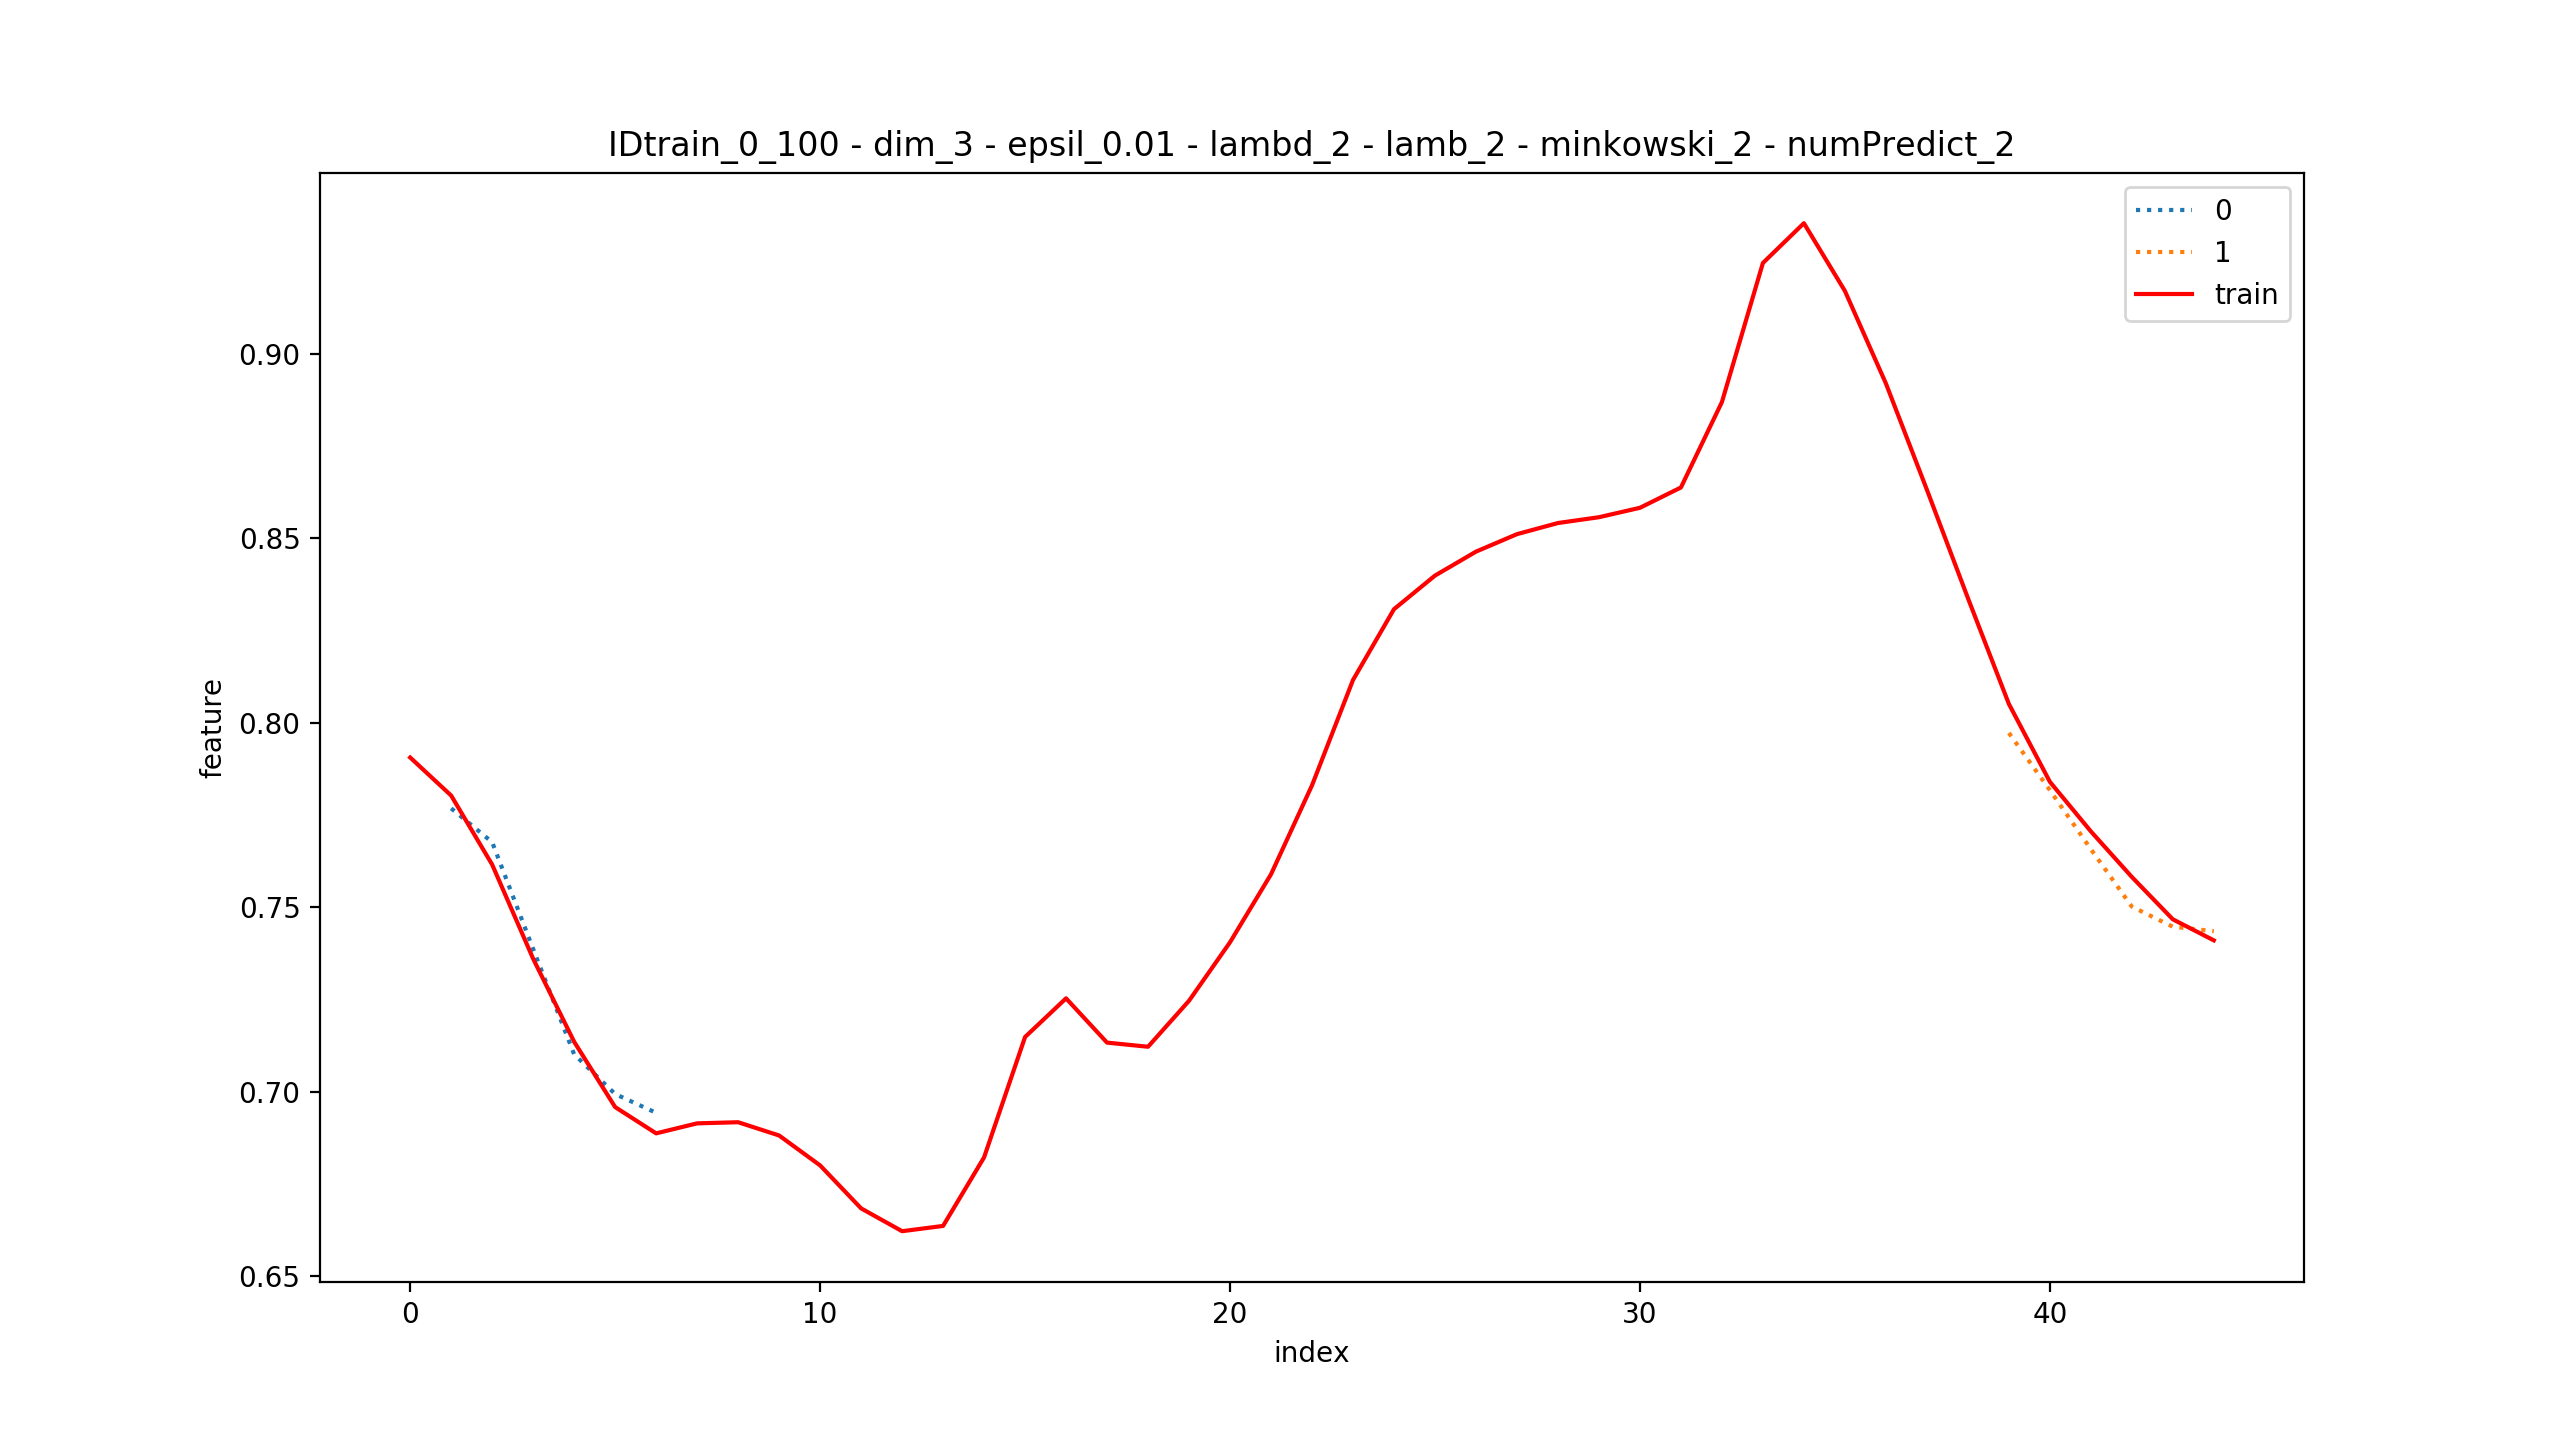 IDtrain_0_100 - dim_3 - epsil_0.01 - lambd_2 - lamb_2 - minkowski_2 - numPredict_2
0
1
train
feature
0.90
0.85
0.80
0.75
0.70
0.65
0 10 20 30 40
index